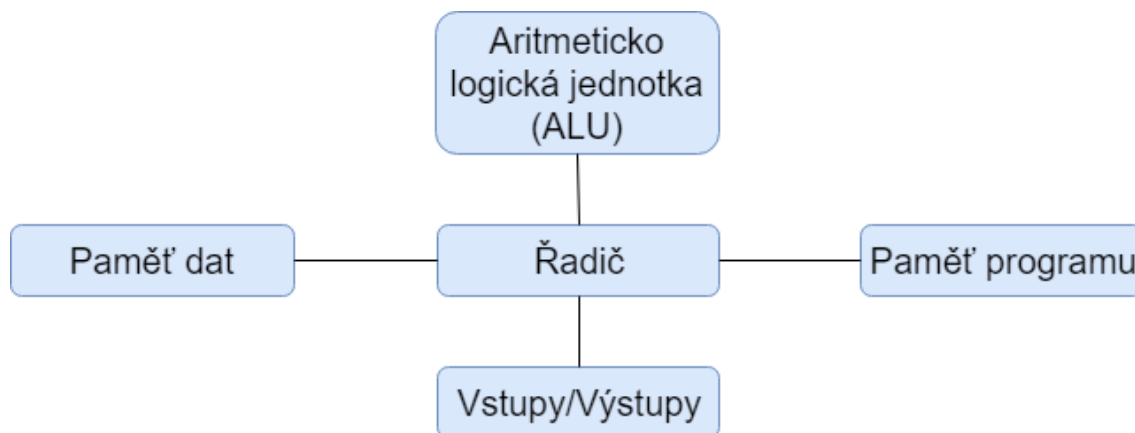 Aritmeticko
logická jednotka
(ALU)
Paměť dat
Řadič
Paměť programu
Vstupy/Výstupy